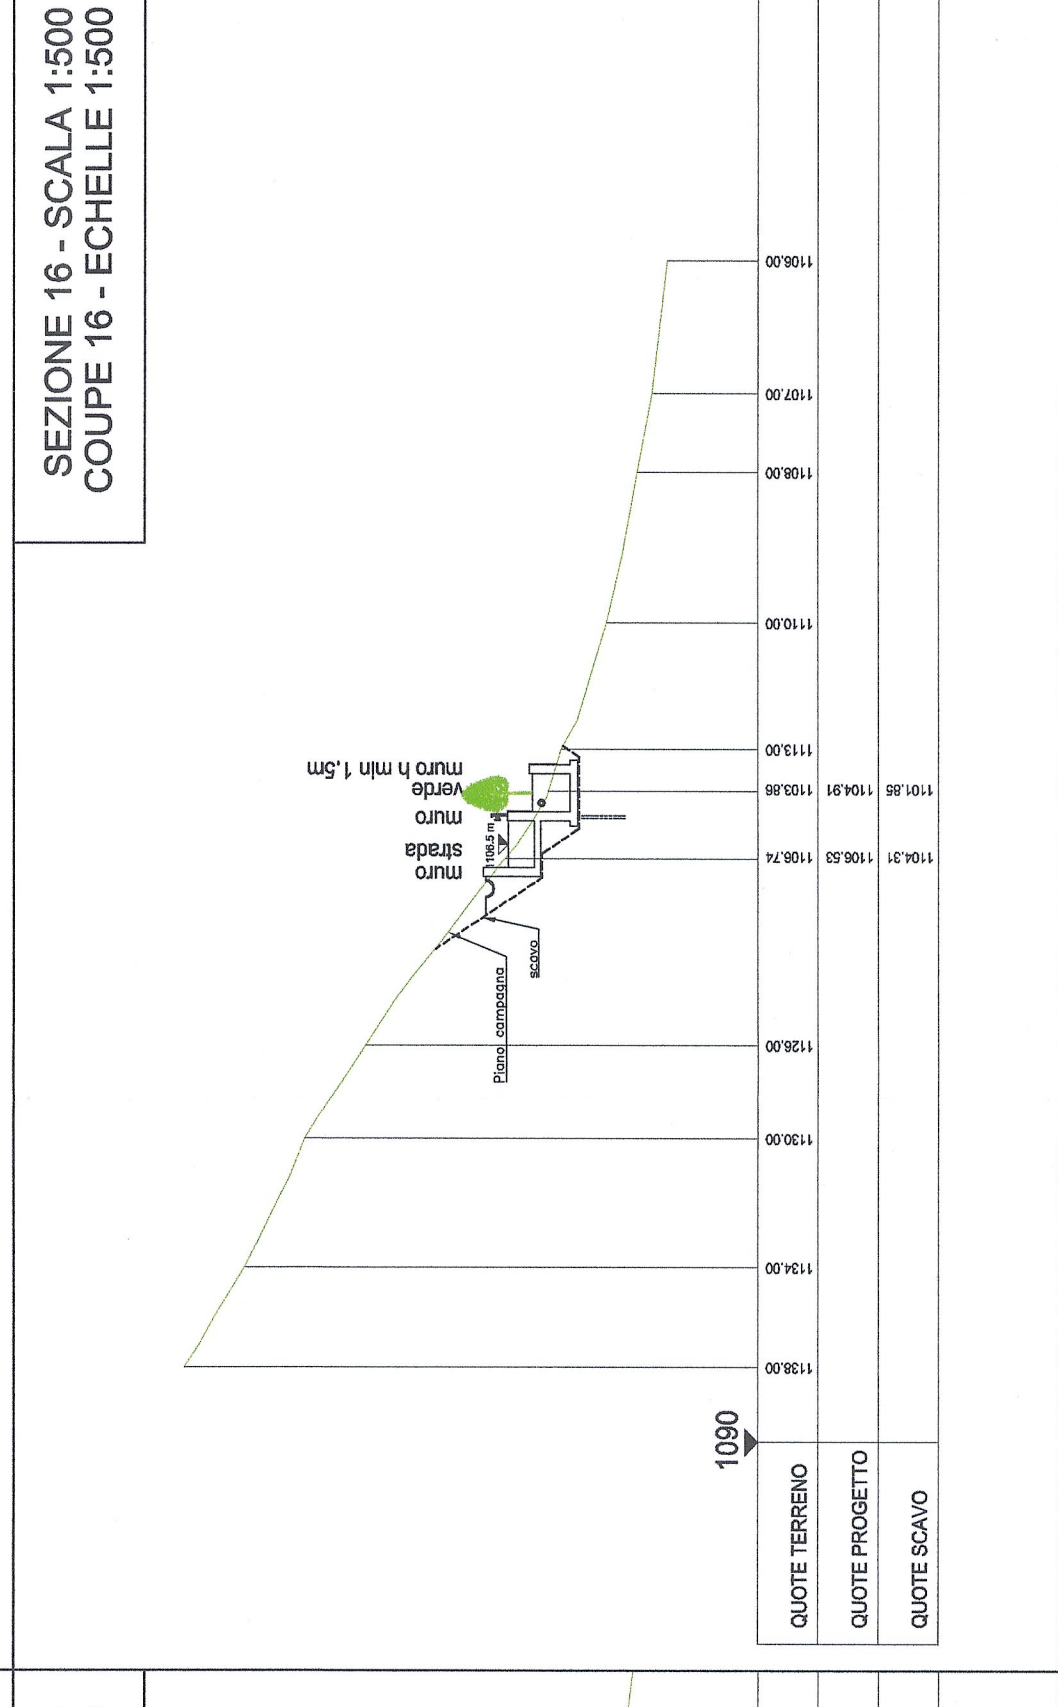 SEZIONE 16 - SCALA 1:500
COUPE 16 - ECHELLE 1:500
muro
strada
muro
verde
muro h min 1,5m
1106.5 m
Piano campagna
scavo
1090
QUOTE TERRENO
1138.00
1134.00
1130.00
1126.00
1106.74
1103.86
1113.00
1110.00
1108.00
1107.00
1106.00
QUOTE PROGETTO
1106.53
1104.91
QUOTE SCAVO
1104.31
1101.85